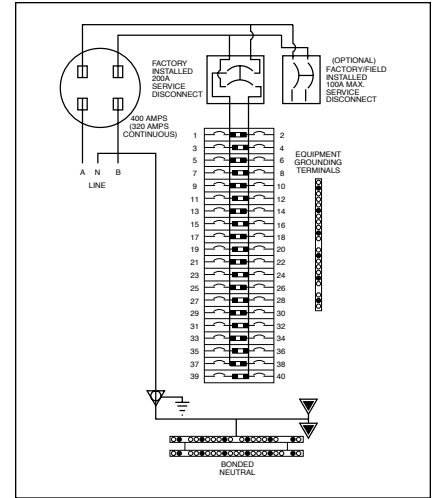 FACTORY
INSTALLED
200A
SERVICE
DISCONNECT
(OPTIONAL)
FACTORY/FIELD
INSTALLED
100A MAX.
SERVICE
DISCONNECT
400 AMPS
(320 AMPS
CONTINUOUS)
A N B
LINE
EQUIPMENT
GROUNDING
TERMINALS
1 2
3 4
5 6
7 8
9 10
11 12
13 14
15 16
17 18
19 20
21 22
23 24
25 26
27 28
29 30
31 32
33 34
35 36
37 38
39 40
BONDED
NEUTRAL